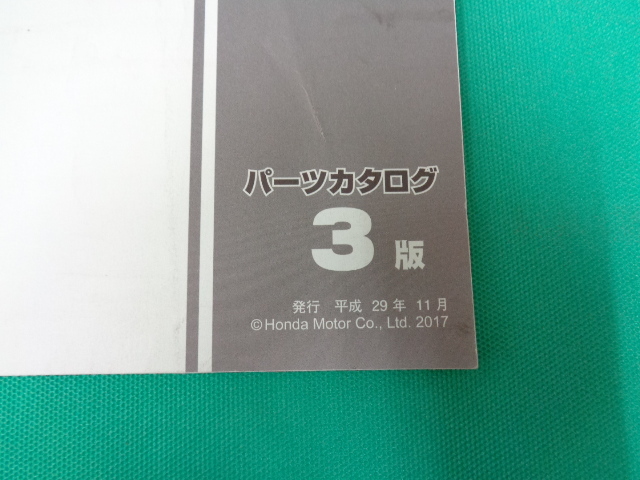 パーツカタログ
3 版
発行 平成 29 年 11 月
©Honda Motor Co., Ltd. 2017